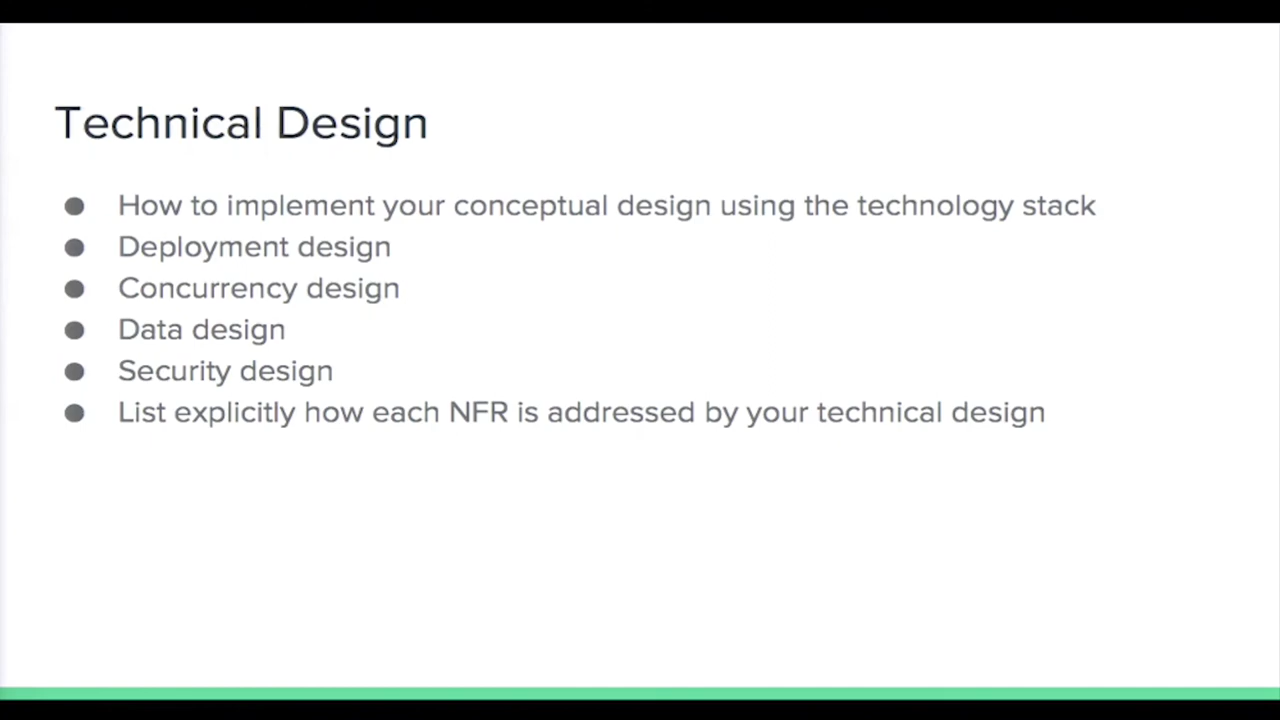 Technical Design
● How to implement your conceptual design using the technology stack
● Deployment design
● Concurrency design
● Data design
● Security design
● List explicitly how each NFR is addressed by your technical design